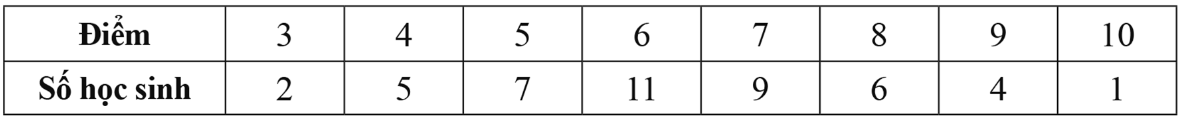 Điểm 3 4 5 6 7 8 9 10
Số học sinh 2 5 7 11 9 6 4 1